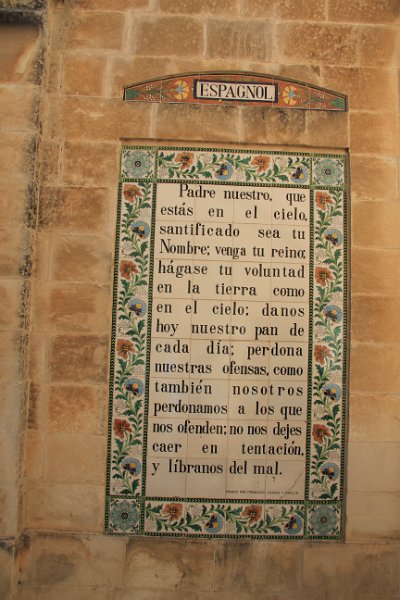 ESPAGNOL
Padre nuestro, que
estás en el cielo,
santificado sea tu
Nombre; venga tu reino;
hágase tu voluntad
en la tierra como
en el cielo; danos
hoy nuestro pan de
cada día; perdona
nuestras ofensas, como
también nosotros
perdonamos a los que
nos ofenden; no nos dejes
caer en tentación,
y líbranos del mal.